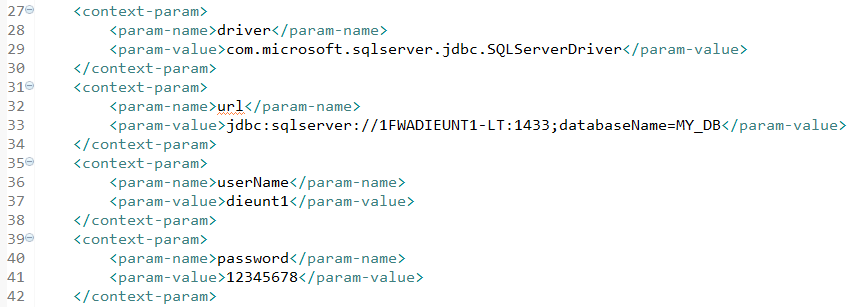 27 <context-param>
28 <param-name>driver</param-name>
29 <param-value>com.microsoft.sqlserver.jdbc.SQLServerDriver</param-value>
30 </context-param>
31 <context-param>
32 <param-name>url</param-name>
33 <param-value>jdbc:sqlserver://1FWADIEUNT1-LT:1433;databaseName=MY_DB</param-value>
34 </context-param>
35 <context-param>
36 <param-name>userName</param-name>
37 <param-value>dieunt1</param-value>
38 </context-param>
39 <context-param>
40 <param-name>password</param-name>
41 <param-value>12345678</param-value>
42 </context-param>